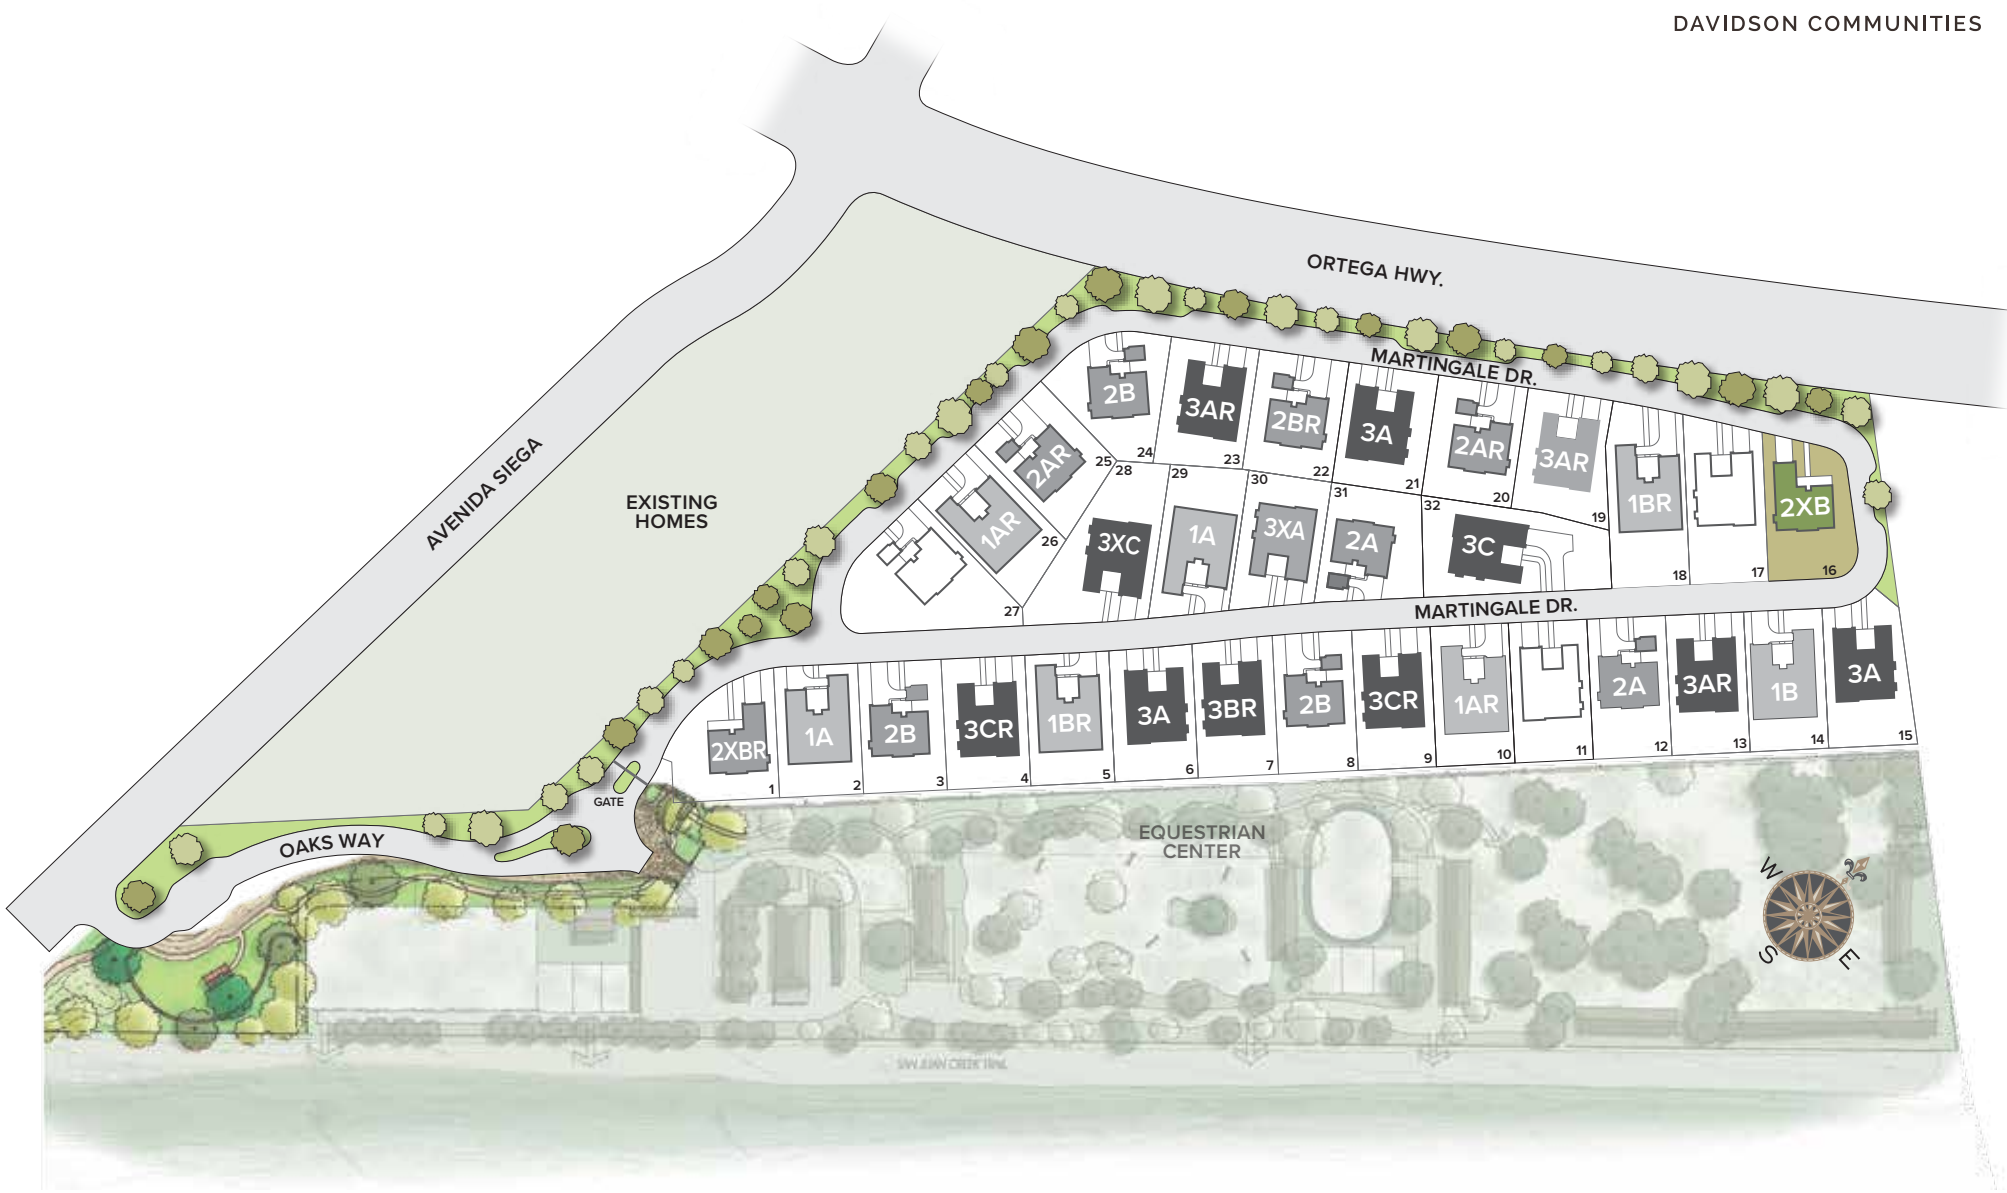 DAVIDSON COMMUNITIES
ORTEGA HWY.
MARTINGALE DR.
AVENIDA SIEGA
EXISTING
HOMES
2B
3AR
2BR
3A
2AR
3AR
1BR
2XB
24
23
22
21
20
19
18
17
16
2AR
25
1AR
26
27
28
29
30
31
32
3XC
1A
3XA
2A
3C
MARTINGALE DR.
2XBR
1A
2B
3CR
1BR
3A
3BR
2B
3CR
1AR
2A
3AR
1B
3A
1
2
3
4
5
6
7
8
9
10
11
12
13
14
15
GATE
OAKS WAY
EQUESTRIAN
CENTER
W
S
E
SAN JUAN CREEK TRAIL